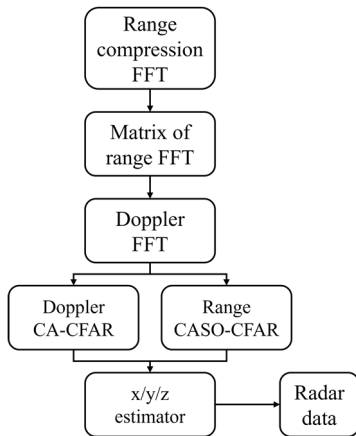 Range
compression
FFT
Matrix of
range FFT
Doppler
FFT
Doppler
CA-CFAR
Range
CASO-CFAR
x/y/z
estimator
Radar
data